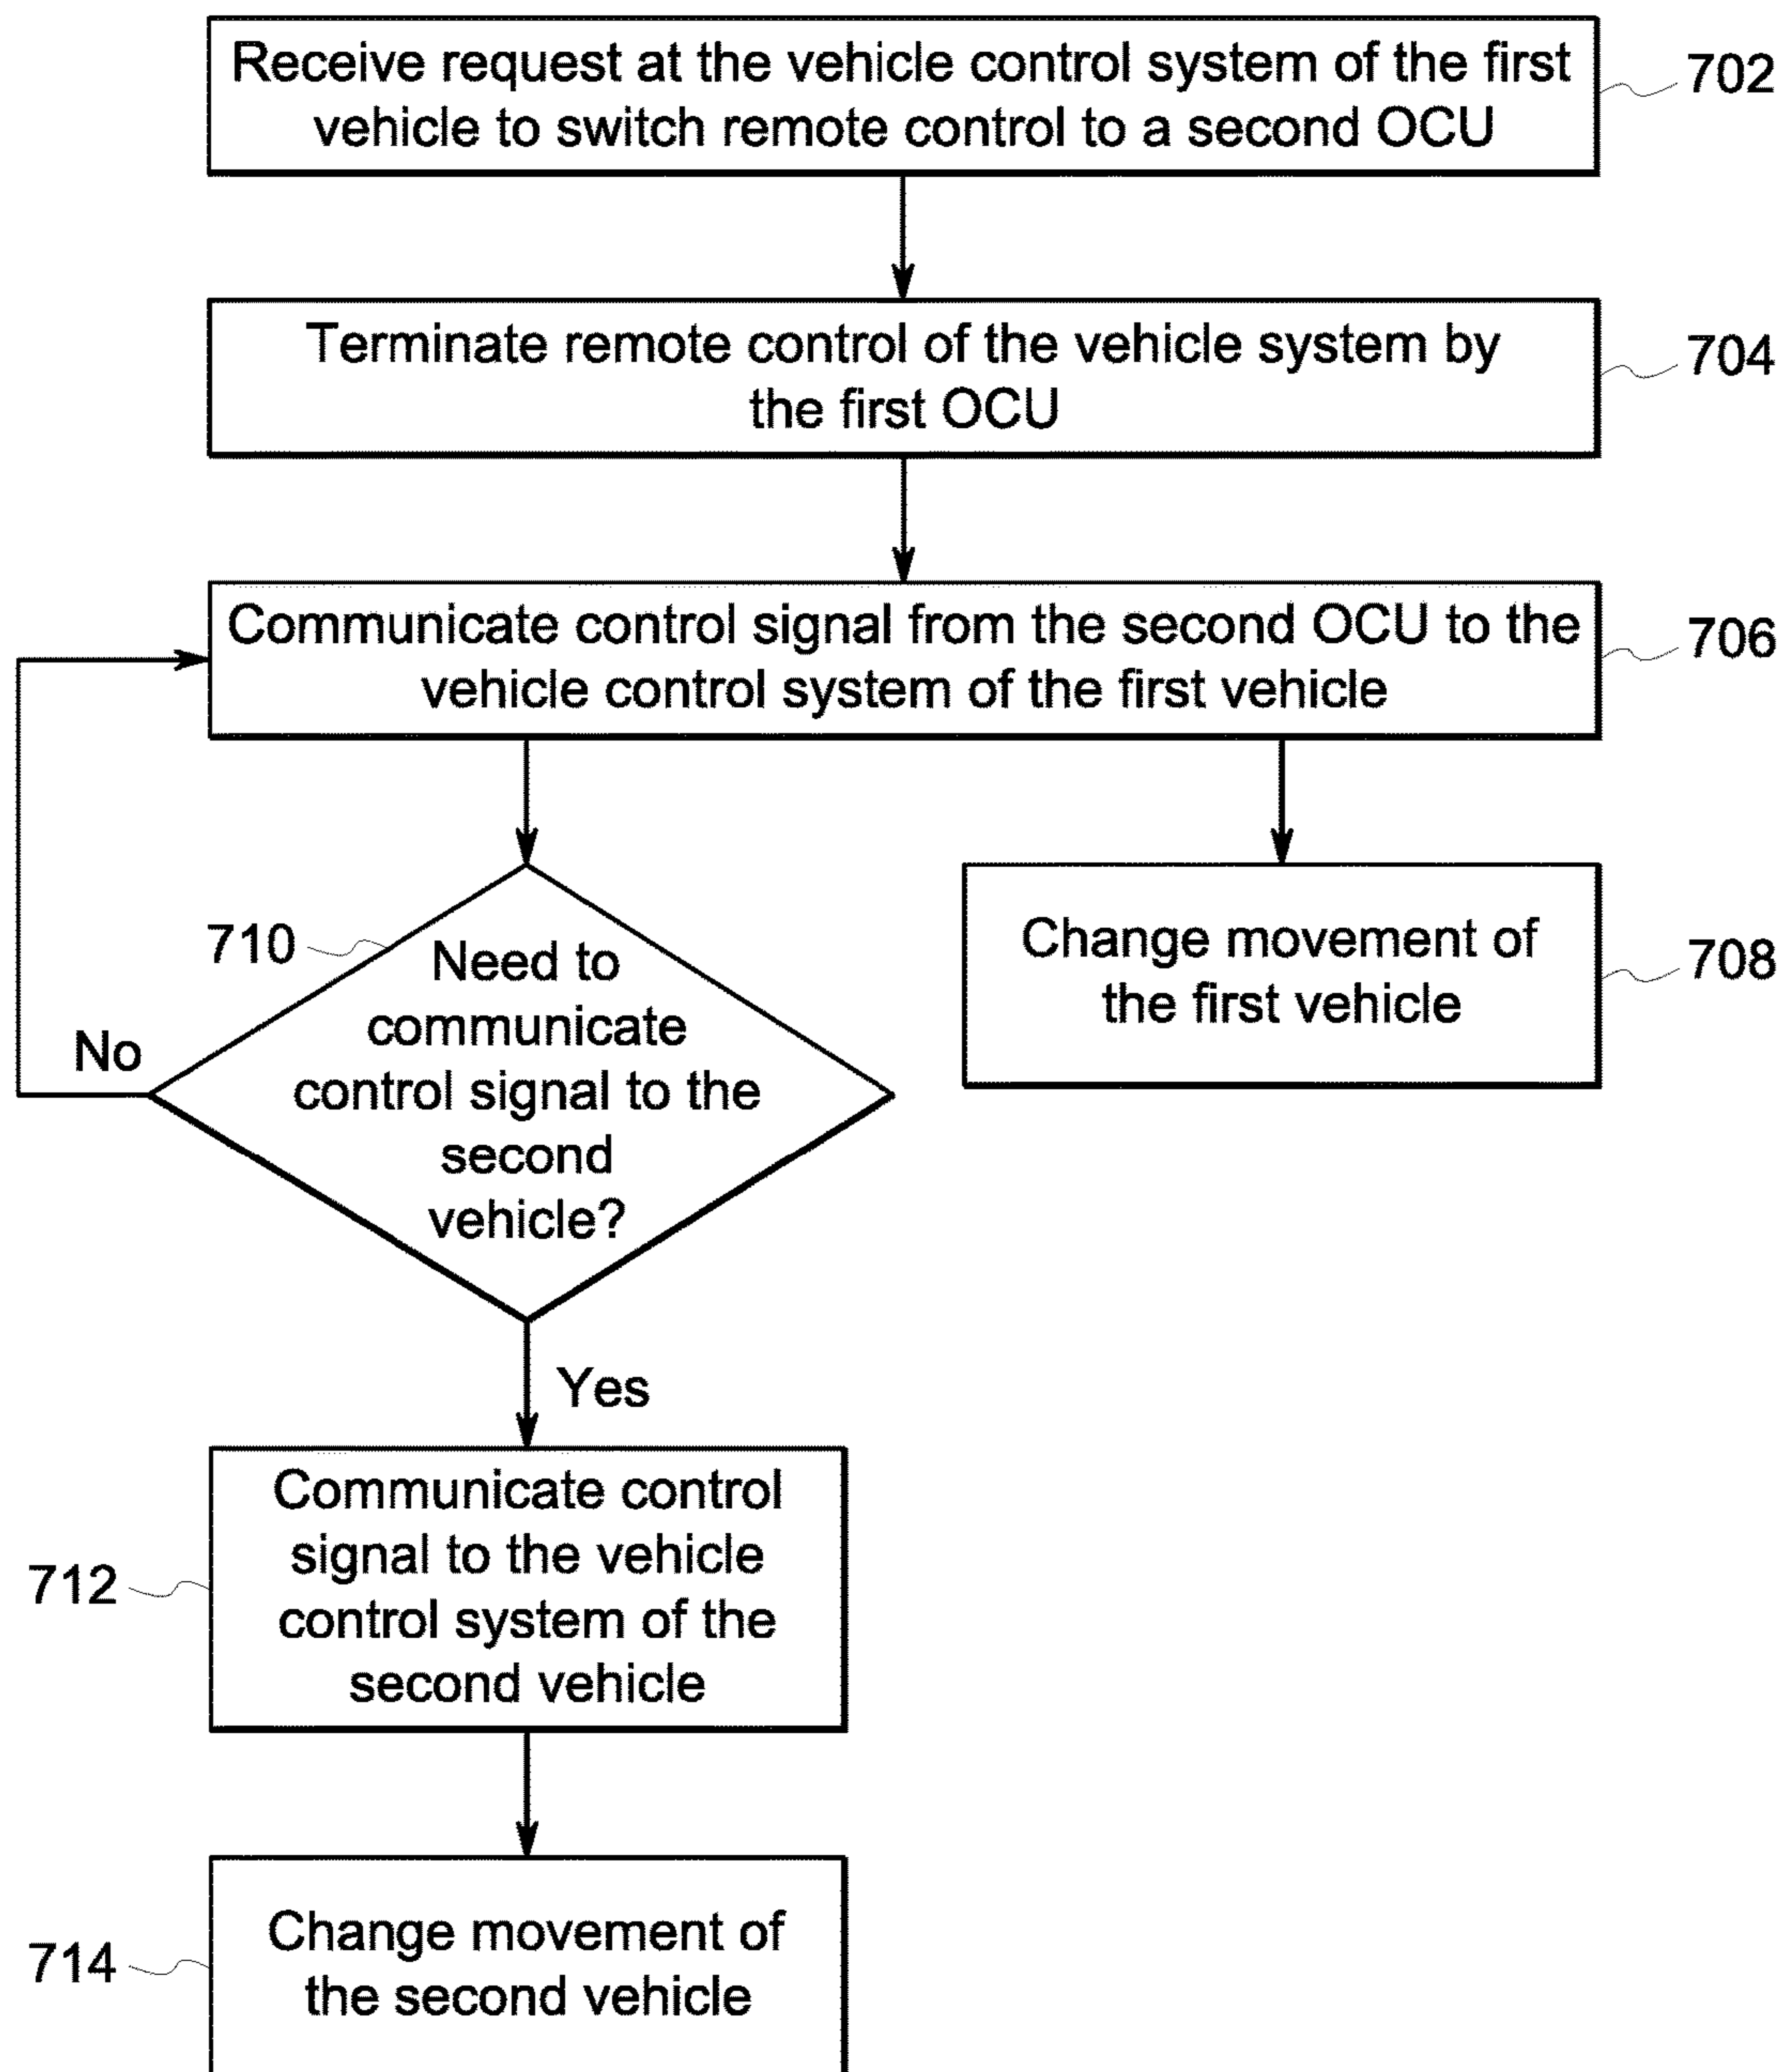 Receive request at the vehicle control system of the first
vehicle to switch remote control to a second OCU
702
Terminate remote control of the vehicle system by
the first OCU
704
Communicate control signal from the second OCU to the
vehicle control system of the first vehicle
706
710
Need to
communicate
control signal to the
second
vehicle?
No
Change movement of
the first vehicle
708
Yes
Communicate control
signal to the vehicle
control system of the
second vehicle
712
Change movement of
the second vehicle
714